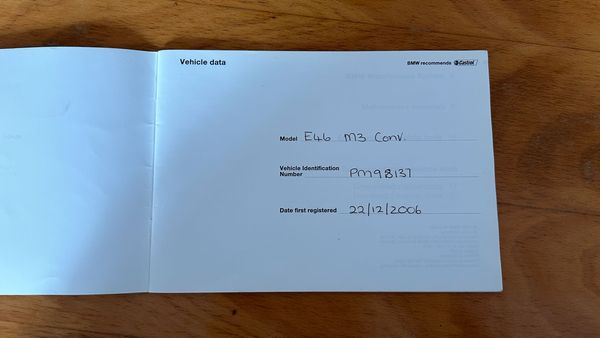 Vehicle data
BMW recommends Castrol
Model E46 M3 Conv.
Vehicle Identification
Number PM98137
Date first registered 22/12/2006